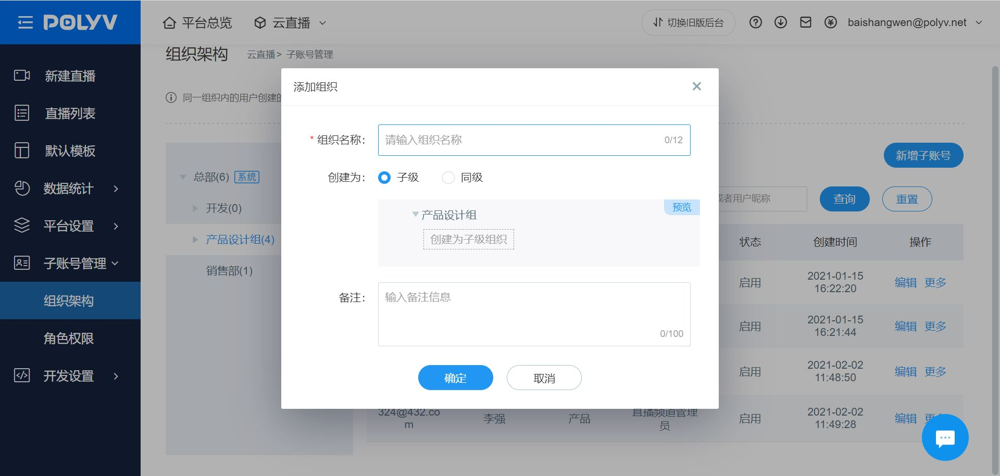 POLYV
平台总览
云直播
切换旧版后台
baishangwen@polyv.net
新建直播
直播列表
默认模板
数据统计
平台设置
子账号管理
组织架构
角色权限
开发设置
组织架构
云直播> 子账号管理
同一组织内的用户创建的
总部(6) 系统
开发(0)
产品设计组(4)
销售部(1)
添加组织
* 组织名称：
请输入组织名称
0/12
创建为：
子级
同级
产品设计组
预览
创建为子级组织
备注：
输入备注信息
0/100
确定
取消
新增子账号
或者用户昵称
查询
重置
状态
创建时间
操作
启用
2021-01-15
16:22:20
编辑 更多
启用
2021-01-15
16:21:44
编辑 更多
启用
2021-02-02
11:48:50
编辑 更多
324@432.co
m
李强
产品
直播频道管理
员
启用
2021-02-02
11:49:28
编辑